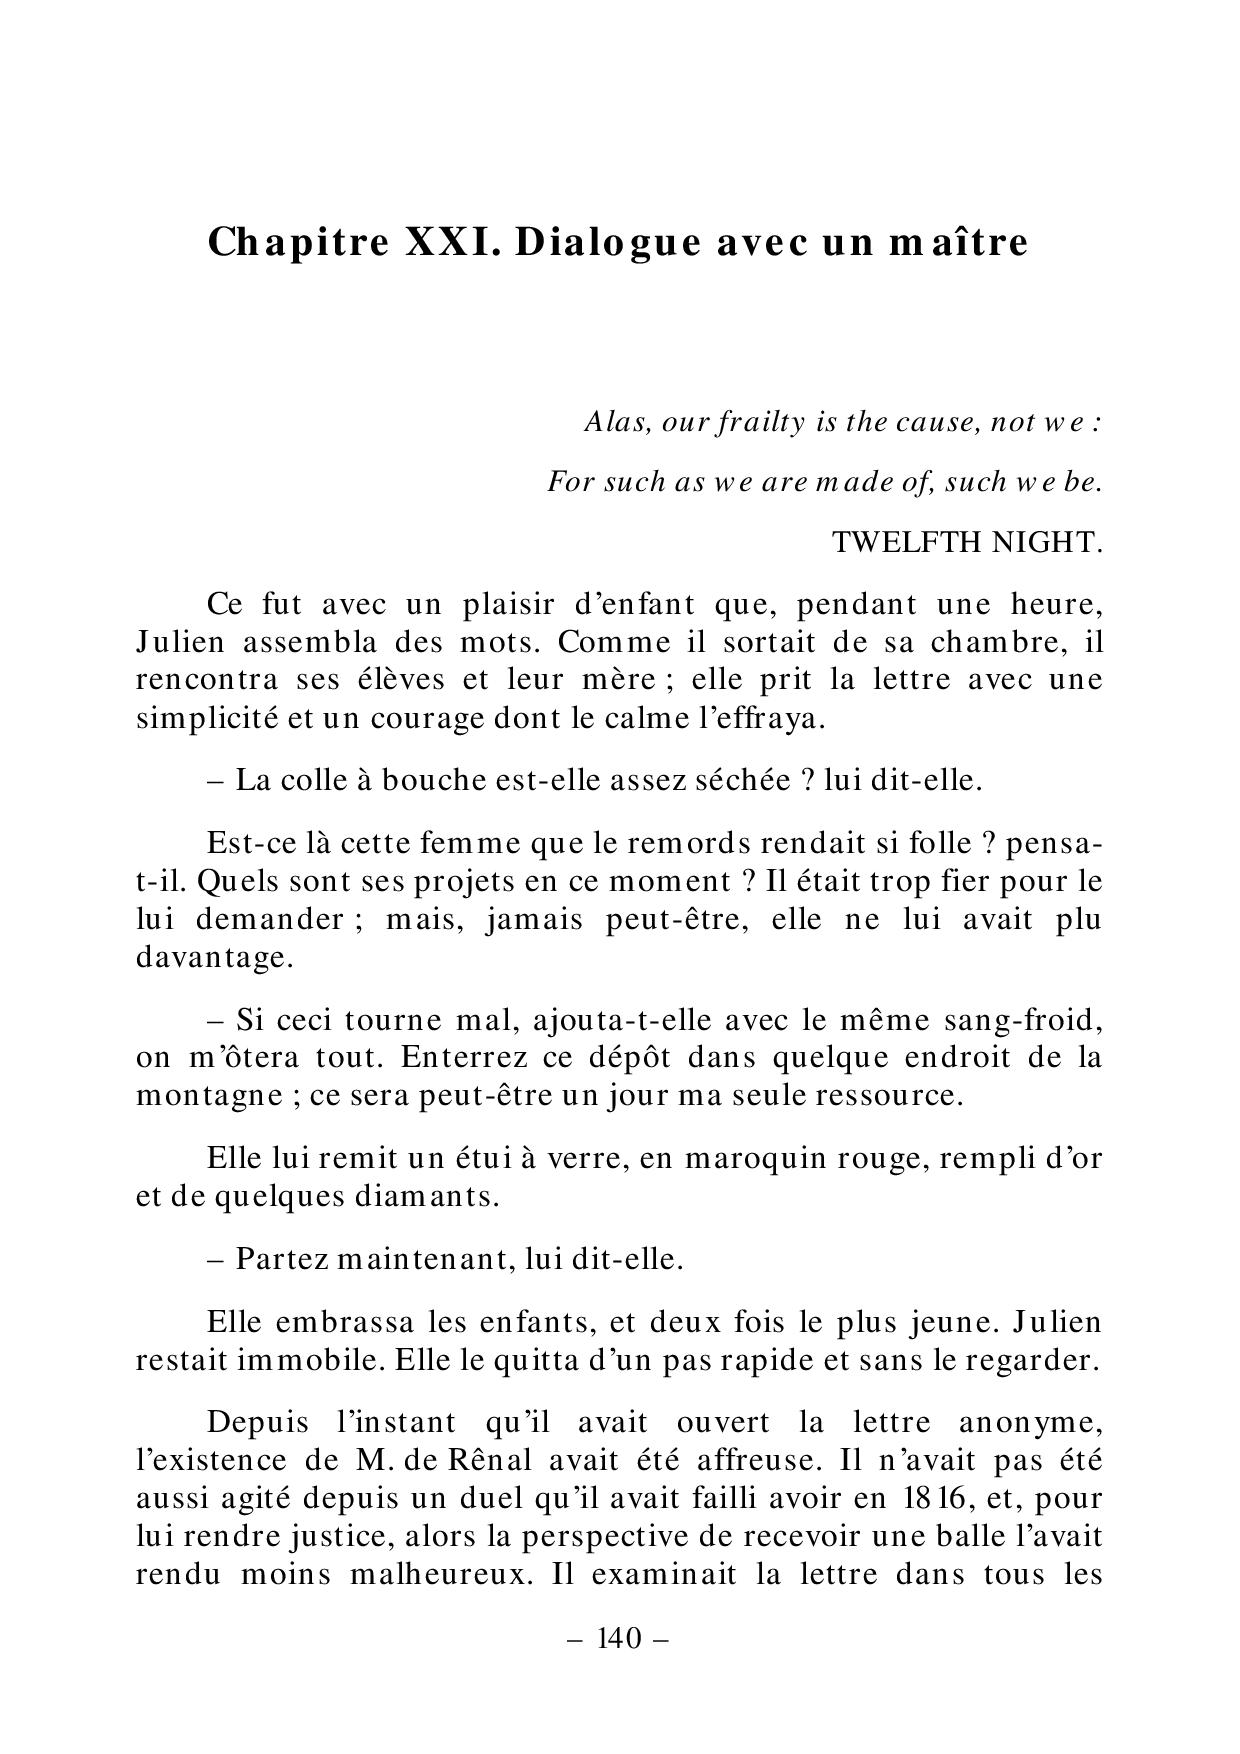 Chapitre XXI. Dialogue avec un maître
Alas, our frailty is the cause, not we :
For such as we are made of, such we be.
TWELFTH NIGHT.
Ce fut avec un plaisir d’enfant que, pendant une heure,
Julien assembla des mots. Comme il sortait de sa chambre, il
rencontra ses élèves et leur mère ; elle prit la lettre avec une
simplicité et un courage dont le calme l’effraya.
– La colle à bouche est-elle assez séchée ? lui dit-elle.
Est-ce là cette femme que le remords rendait si folle ? pensa-
t-il. Quels sont ses projets en ce moment ? Il était trop fier pour le
lui demander ; mais, jamais peut-être, elle ne lui avait plu
davantage.
– Si ceci tourne mal, ajouta-t-elle avec le même sang-froid,
on m’ôtera tout. Enterrez ce dépôt dans quelque endroit de la
montagne ; ce sera peut-être un jour ma seule ressource.
Elle lui remit un étui à verre, en maroquin rouge, rempli d’or
et de quelques diamants.
– Partez maintenant, lui dit-elle.
Elle embrassa les enfants, et deux fois le plus jeune. Julien
restait immobile. Elle le quitta d’un pas rapide et sans le regarder.
Depuis l’instant qu’il avait ouvert la lettre anonyme,
l’existence de M. de Rênal avait été affreuse. Il n’avait pas été
aussi agité depuis un duel qu’il avait failli avoir en 1816, et, pour
lui rendre justice, alors la perspective de recevoir une balle l’avait
rendu moins malheureux. Il examinait la lettre dans tous les
– 140 –